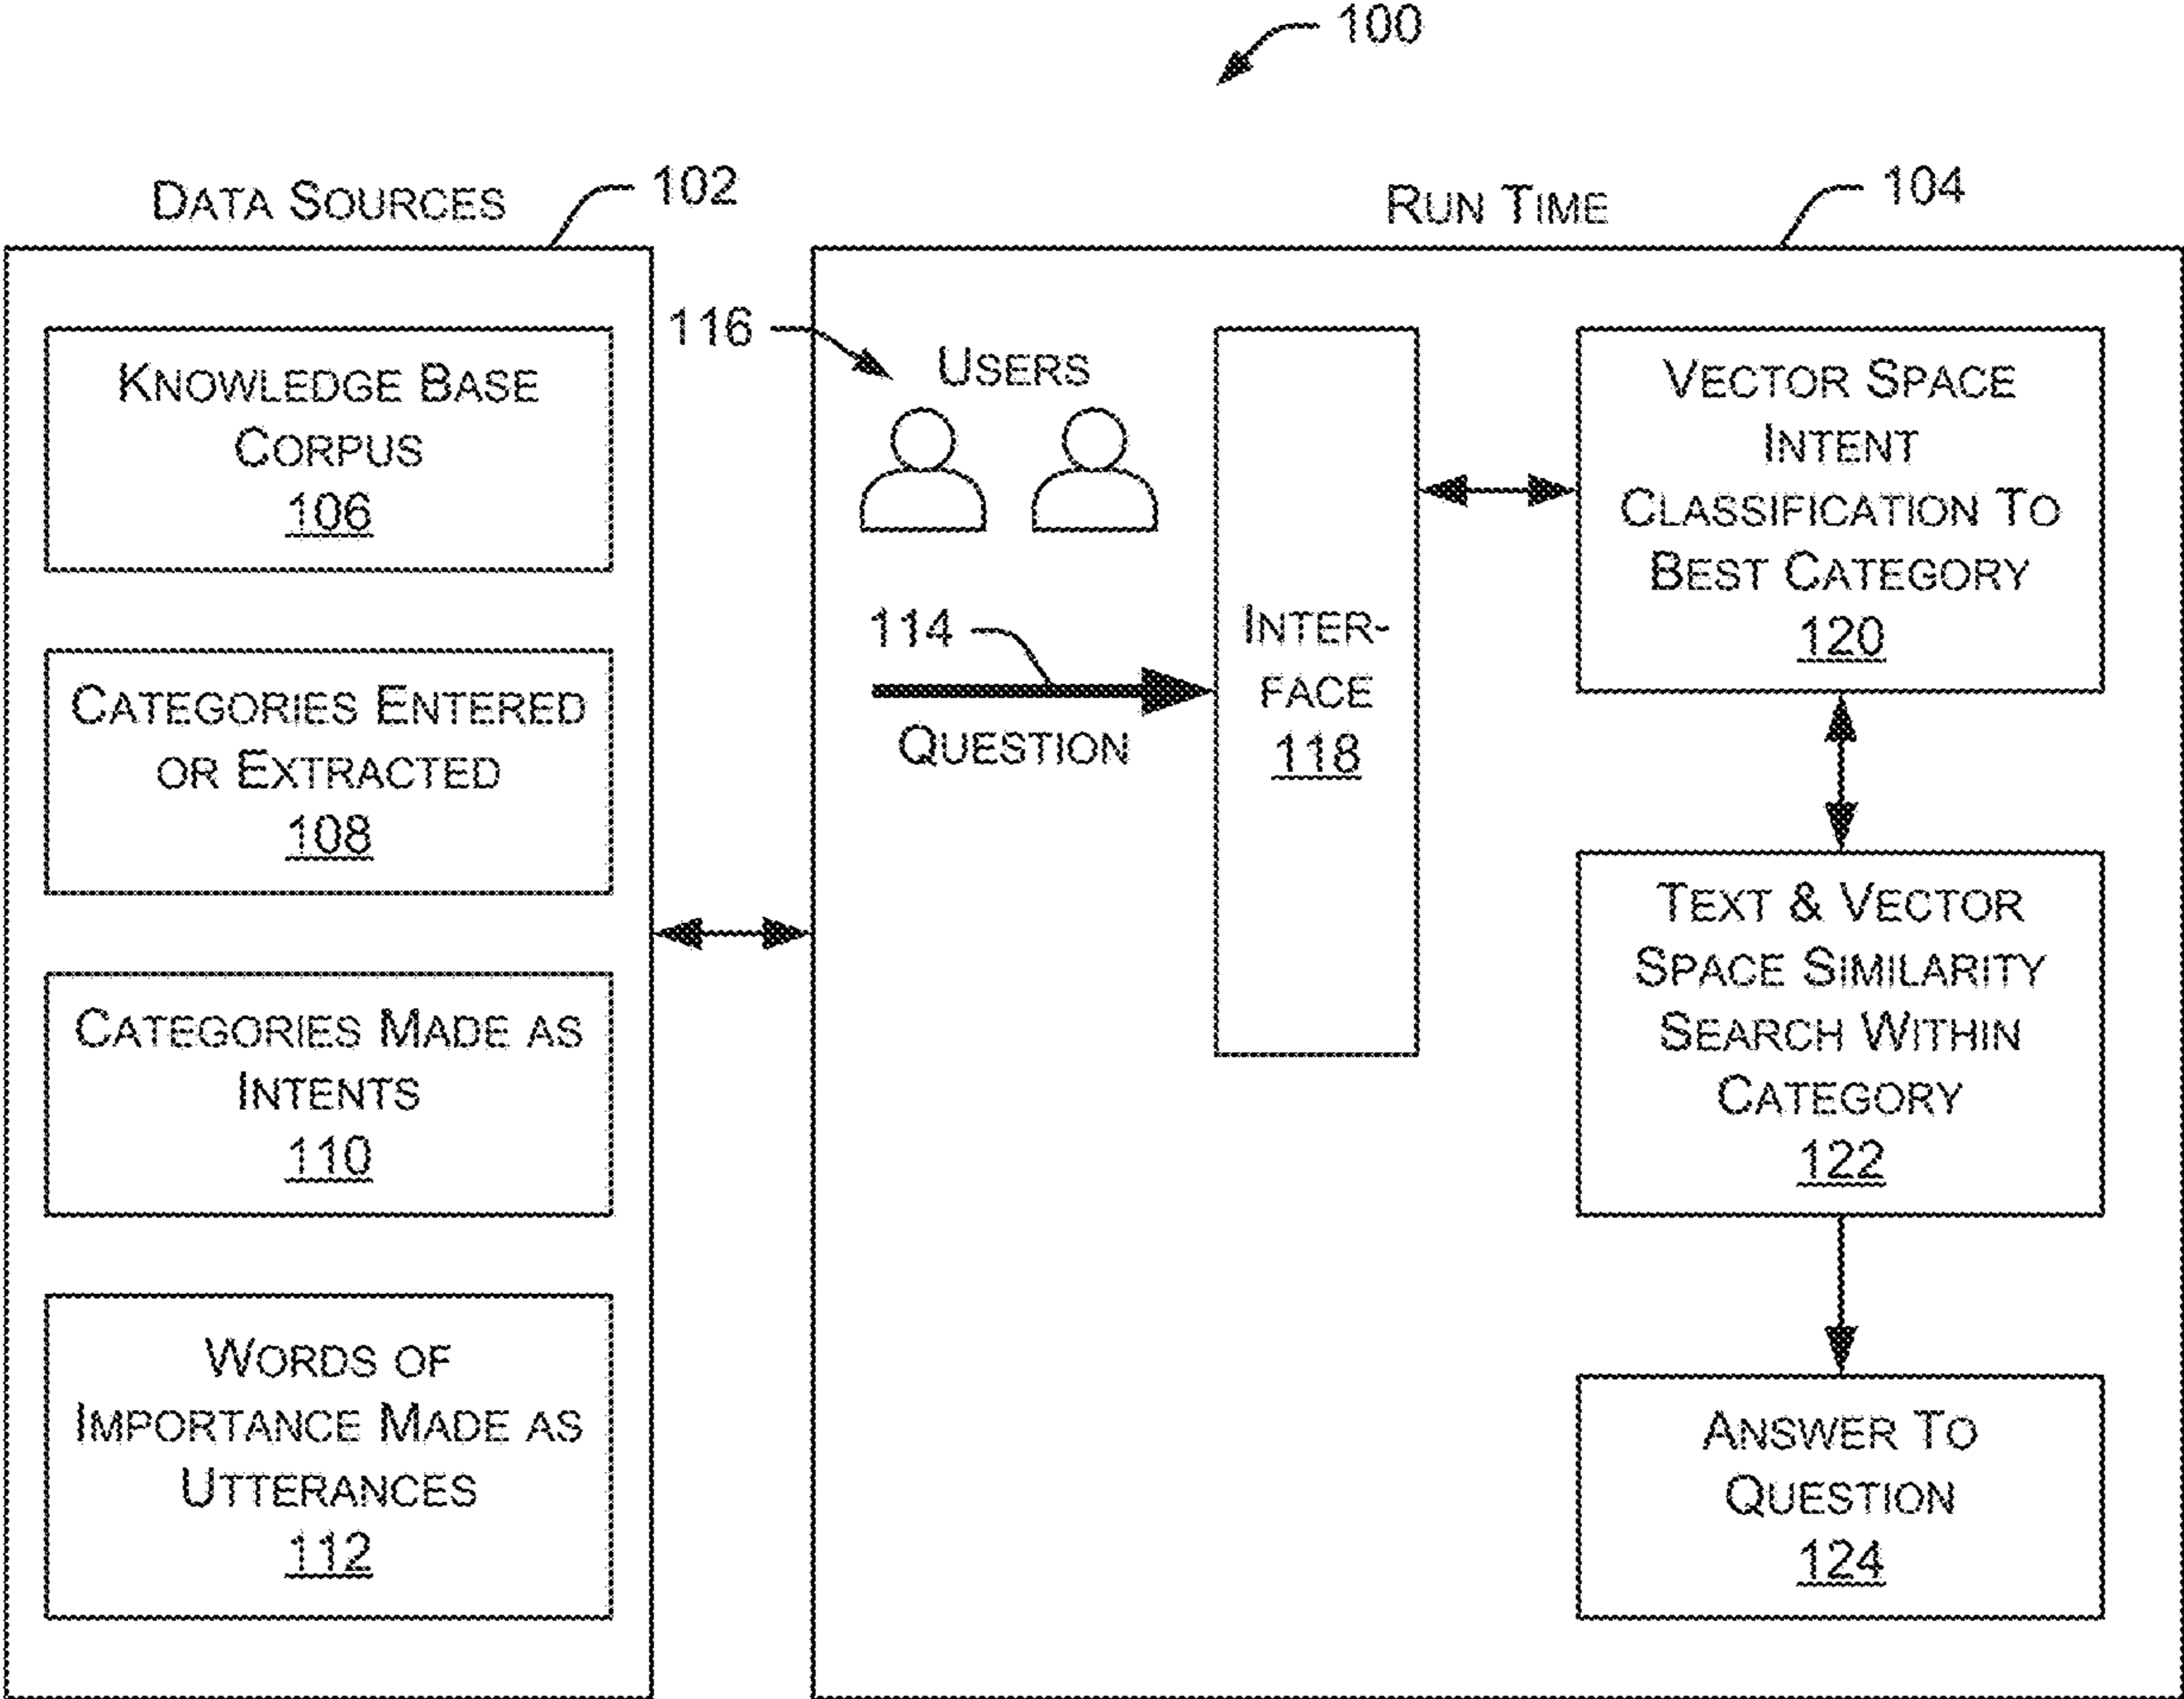 100
DATA SOURCES
102
KNOWLEDGE BASE
CORPUS
106
CATEGORIES ENTERED
OR EXTRACTED
108
CATEGORIES MADE AS
INTENTS
110
WORDS OF
IMPORTANCE MADE AS
UTTERANCES
112
RUN TIME
104
116
USERS
114
QUESTION
INTER-
FACE
118
VECTOR SPACE
INTENT
CLASSIFICATION TO
BEST CATEGORY
120
TEXT & VECTOR
SPACE SIMILARITY
SEARCH WITHIN
CATEGORY
122
ANSWER TO
QUESTION
124